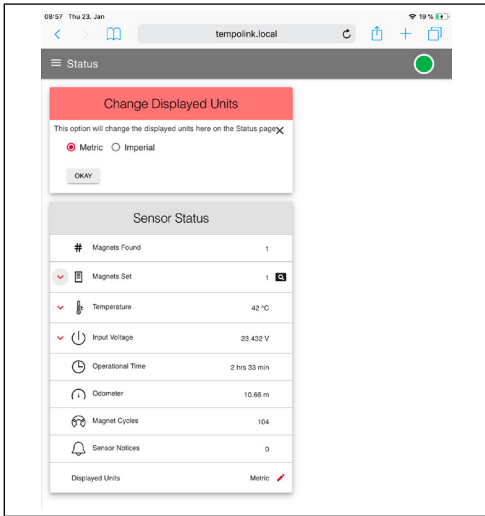 08:57 Thu 23. Jan
19 %
tempolink.local
Status
Change Displayed Units
This option will change the displayed units here on the Status page
Metric Imperial
OKAY
Sensor Status
# Magnets Found 1
Magnets Set 1
Temperature 42 °C
Input Voltage 23.432 V
Operational Time 2 hrs 33 min
Odometer 10.66 m
Magnet Cycles 104
Sensor Notices 0
Displayed Units Metric